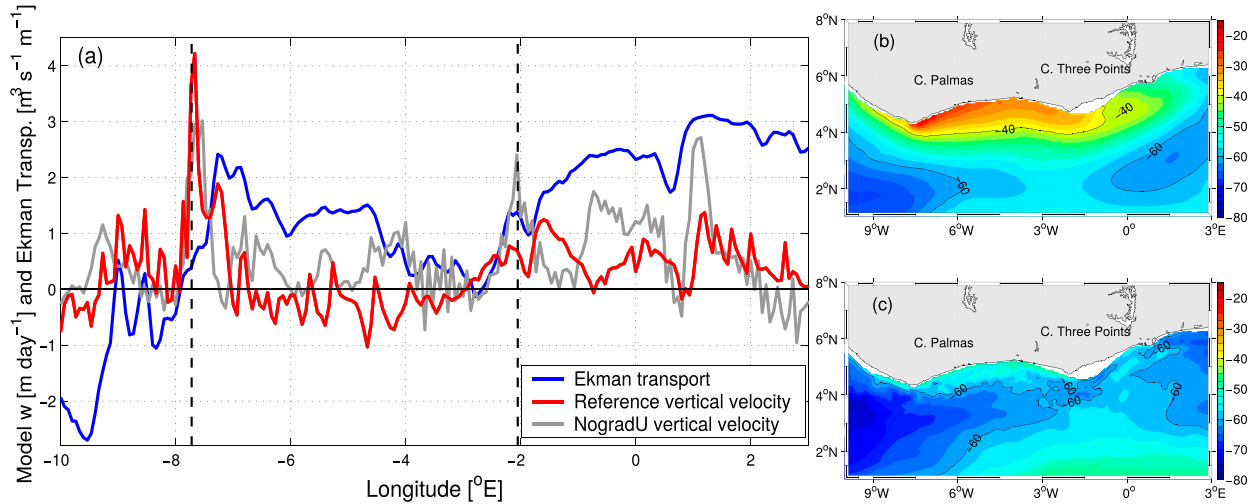 Model w [m day⁻¹] and Ekman Transp. [m³ s⁻¹ m⁻¹]
(a)
4
3
2
1
0
−1
−2
−10
−8
−6
−4
−2
0
2
Longitude [°E]
Ekman transport
Reference vertical velocity
NogradU vertical velocity
(b)
8°N
6°N
4°N
2°N
C. Palmas
C. Three Points
−40
−40
−60
−60
9°W
6°W
3°W
0°
3°E
−20
−30
−40
−50
−60
−70
−80
(c)
8°N
6°N
4°N
2°N
C. Palmas
C. Three Points
−60
−60
−60
−60
−60
−60
9°W
6°W
3°W
0°
3°E
−20
−30
−40
−50
−60
−70
−80